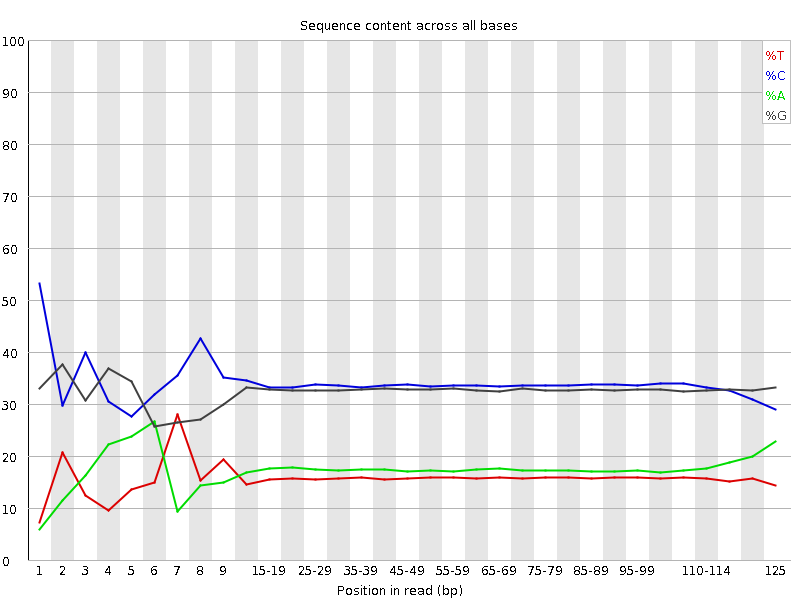 Sequence content across all bases
%T
%C
%A
%G
100
90
80
70
60
50
40
30
20
10
0
1 2 3 4 5 6 7 8 9 15-19 25-29 35-39 45-49 55-59 65-69 75-79 85-89 95-99 110-114 125
Position in read (bp)